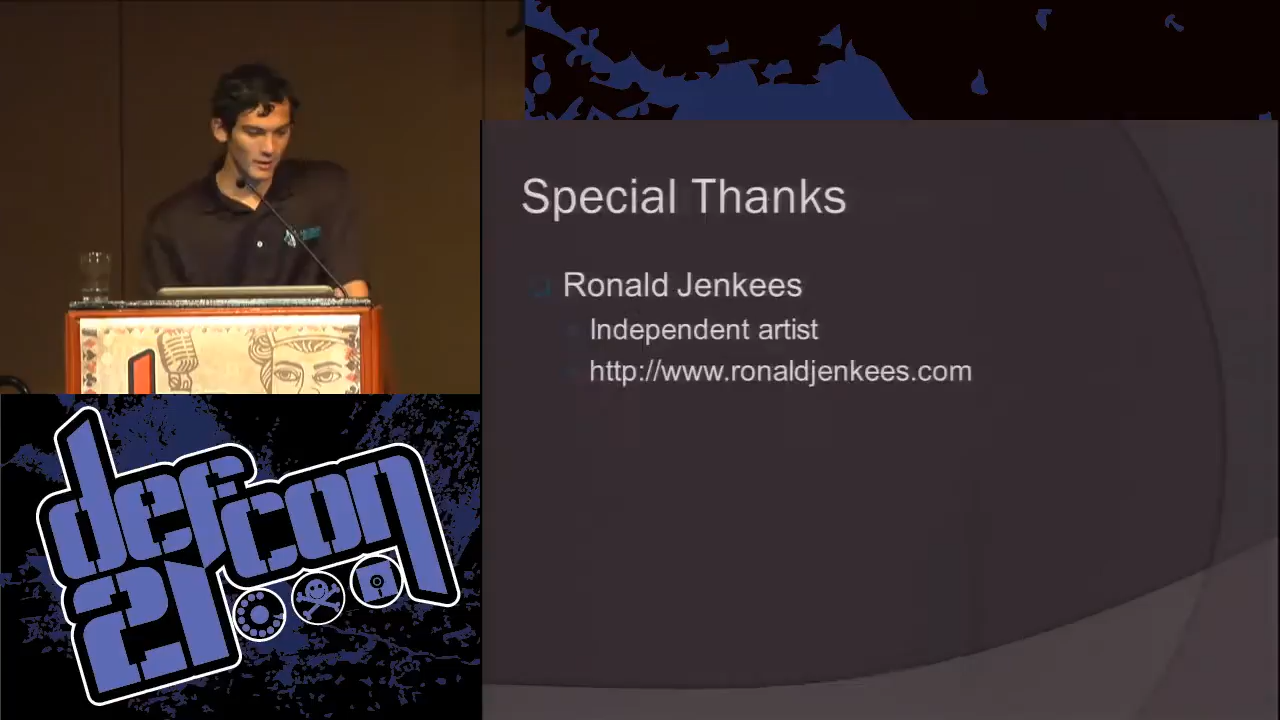 Special Thanks
Ronald Jenkees
Independent artist
http://www.ronaldjenkees.com
defcon
21